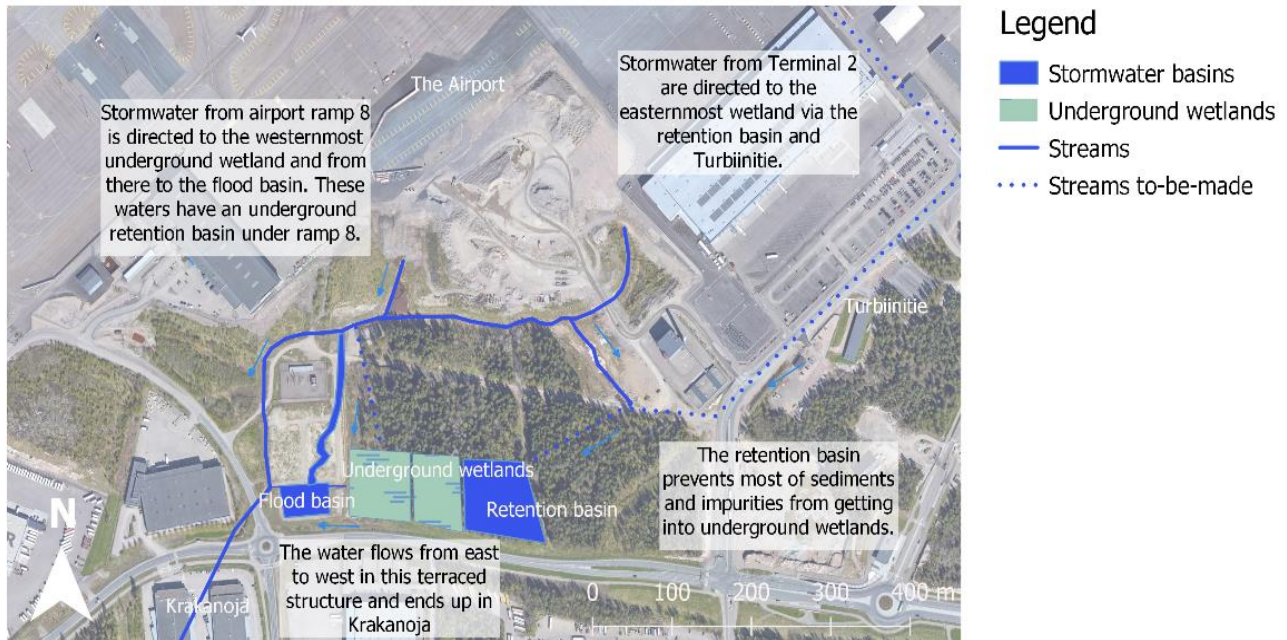 The Airport
Stormwater from airport ramp 8
is directed to the westernmost
underground wetland and from
there to the flood basin. These
waters have an underground
retention basin under ramp 8.
Stormwater from Terminal 2
are directed to the
easternmost wetland via the
retention basin and
Turbiinitie.
Turbiinitie
Underground wetlands
Flood basin
Retention basin
The retention basin
prevents most of sediments
and impurities from getting
into underground wetlands.
N
The water flows from east
to west in this terraced
structure and ends up in
Krakanoja
Krakanoja
0 100 200 300 400 m
Legend
Stormwater basins
Underground wetlands
Streams
Streams to-be-made